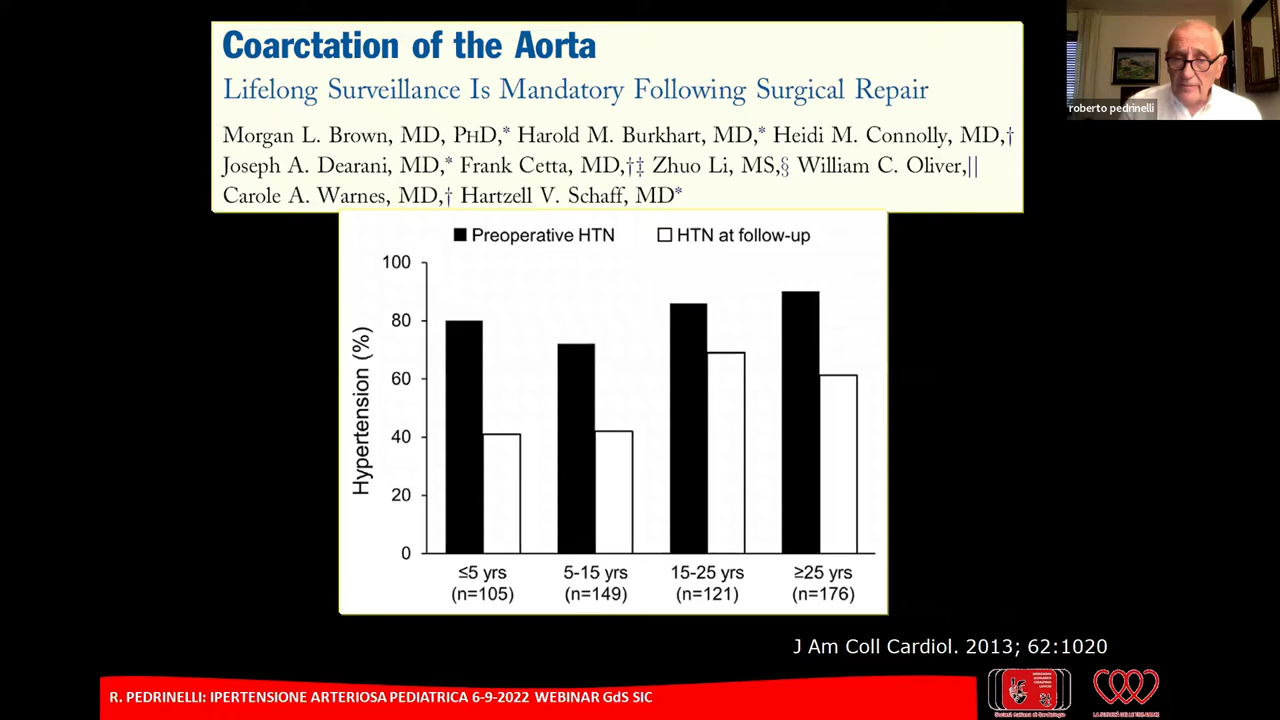 Coarctation of the Aorta
Lifelong Surveillance Is Mandatory Following Surgical Repair
Morgan L. Brown, MD, PHD,* Harold M. Burkhart, MD,* Heidi M. Connolly, MD,†
Joseph A. Dearani, MD,* Frank Cetta, MD,†‡ Zhuo Li, MS,§ William C. Oliver,||
Carole A. Warnes, MD,† Hartzell V. Schaff, MD*
roberto pedrinelli
Preoperative HTN HTN at follow-up
Hypertension (%)
100
80
60
40
20
0
≤5 yrs 5-15 yrs 15-25 yrs ≥25 yrs
(n=105) (n=149) (n=121) (n=176)
J Am Coll Cardiol. 2013; 62:1020
R. PEDRINELLI: IPERTENSIONE ARTERIOSA PEDIATRICA 6-9-2022 WEBINAR GdS SIC
Società Italiana di Cardiologia